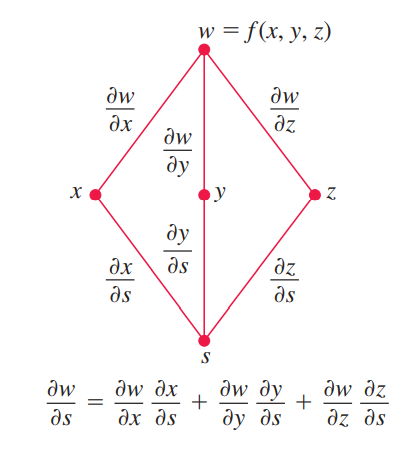 w = f(x, y, z)
∂w/∂x ∂w/∂z
∂w/∂y
x y z
∂y/∂s
∂x/∂s ∂z/∂s
s
∂w/∂s = ∂w/∂x ∂x/∂s + ∂w/∂y ∂y/∂s + ∂w/∂z ∂z/∂s